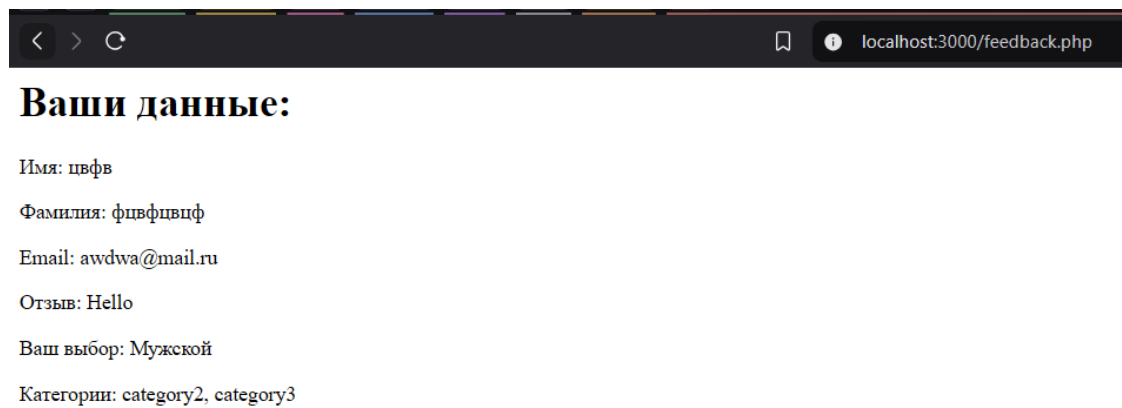 localhost:3000/feedback.php
Ваши данные:
Имя: цвфв
Фамилия: фцвфцвцф
Email: awdwa@mail.ru
Отзыв: Hello
Ваш выбор: Мужской
Категории: category2, category3